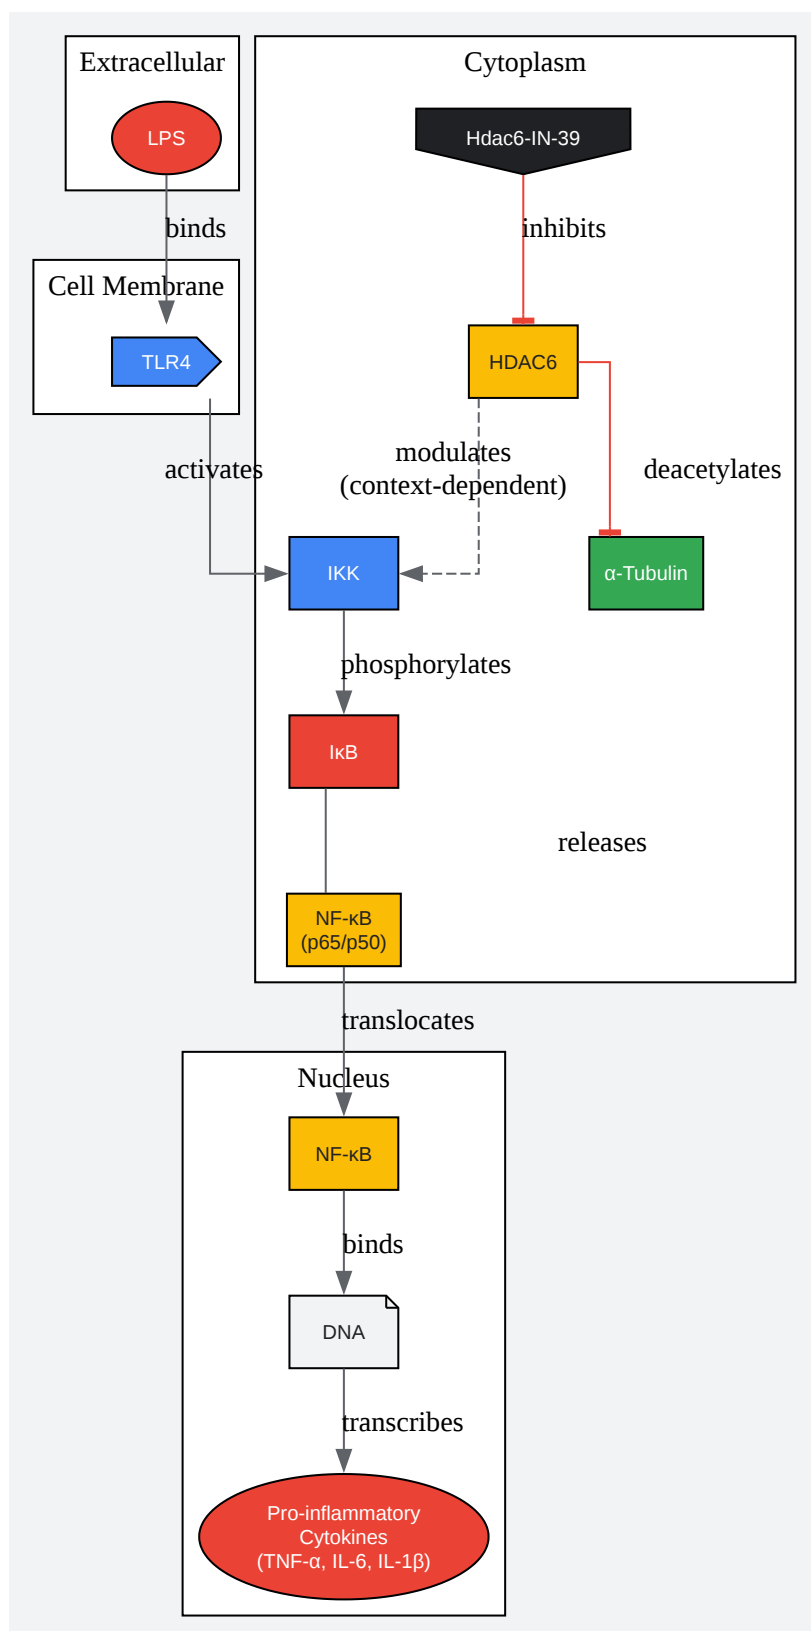 Extracellular
Cytoplasm
LPS
Hdac6-IN-39
binds
inhibits
Cell Membrane
TLR4
HDAC6
activates
modulates
(context-dependent)
deacetylates
IKK
α-Tubulin
phosphorylates
IκB
releases
NF-κB
(p65/p50)
translocates
Nucleus
NF-κB
binds
DNA
transcribes
Pro-inflammatory
Cytokines
(TNF-α, IL-6, IL-1β)